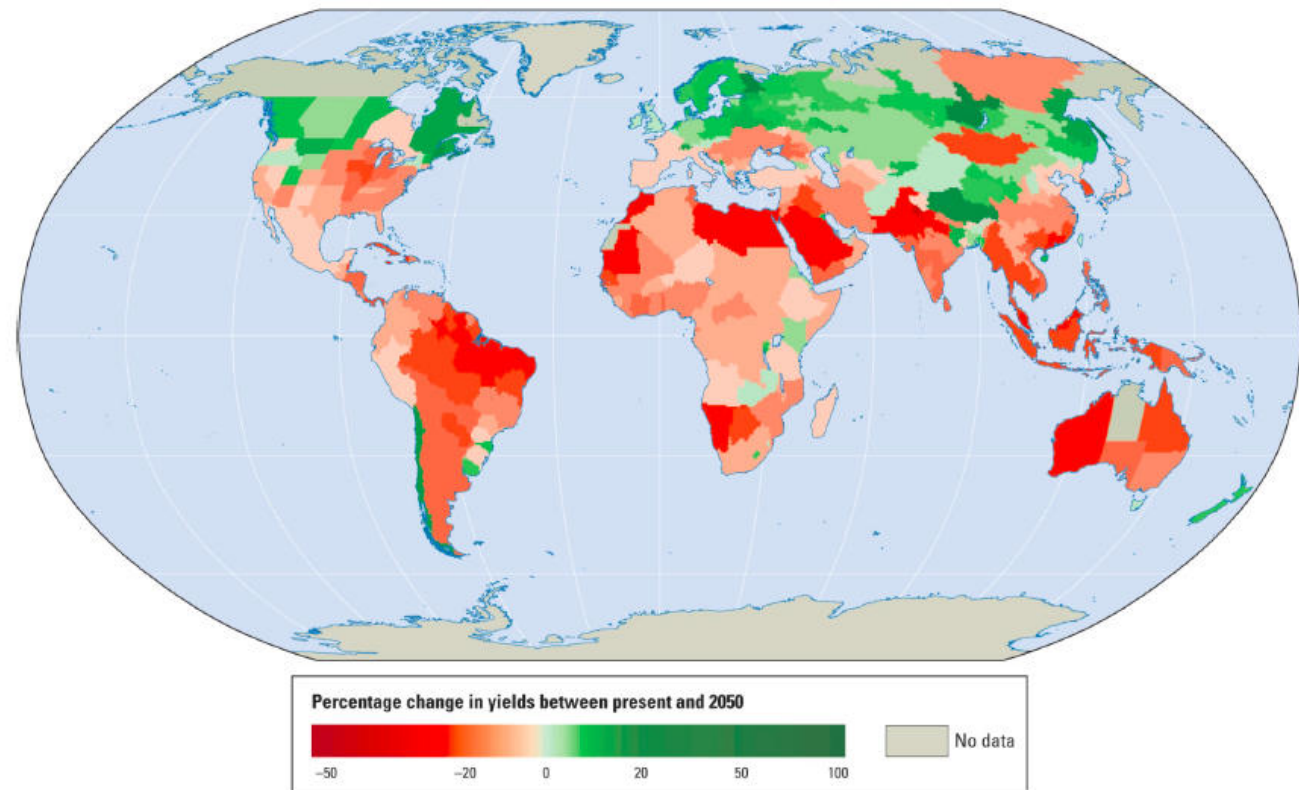 Percentage change in yields between present and 2050
No data
–50 –20 0 20 50 100